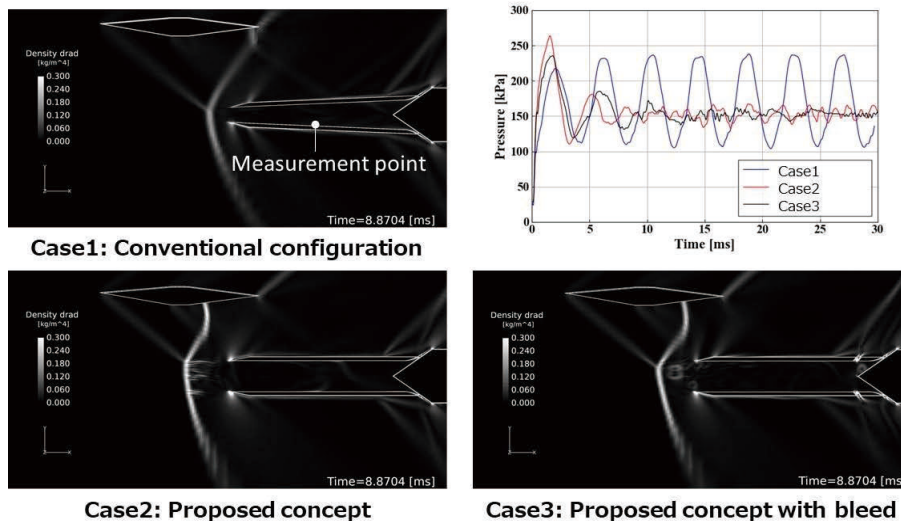 Density drad
[kg/m^4]
0.300
0.240
0.180
0.120
0.060
0.000
Measurement point
Time=8.8704 [ms]
Case1: Conventional configuration
Pressure [kPa]
300
250
200
150
100
50
0
Case1
Case2
Case3
0 5 10 15 20 25 30
Time [ms]
Density drad
[kg/m^4]
0.300
0.240
0.180
0.120
0.060
0.000
Time=8.8704 [ms]
Case2: Proposed concept
Density drad
[kg/m^4]
0.300
0.240
0.180
0.120
0.060
0.000
Time=8.8704 [ms]
Case3: Proposed concept with bleed